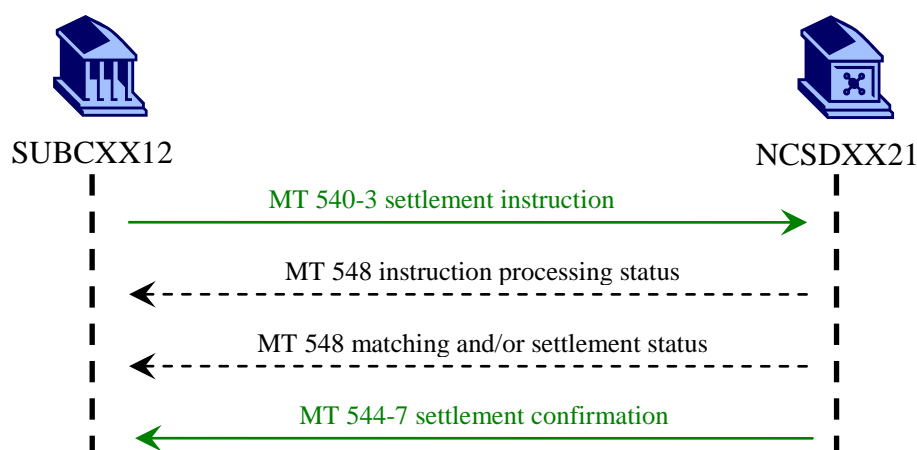 SUBCXX12
NCSDXX21
MT 540-3 settlement instruction
MT 548 instruction processing status
MT 548 matching and/or settlement status
MT 544-7 settlement confirmation